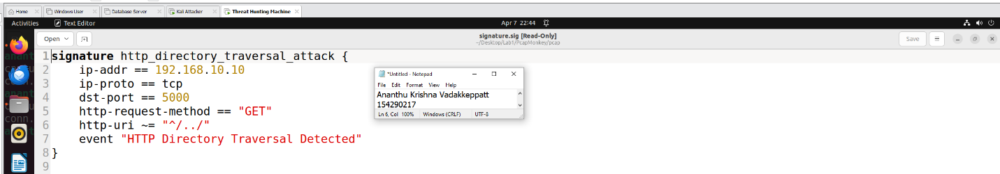 Home × Windows User × Database Server × Kali Attacker × Threat Hunting Machine ×
Activities Text Editor Apr 7 22:44
Open signature.sig [Read-Only] Save
~/Desktop/Lab1/PcapMonkey/pcap
1 signature http_directory_traversal_attack {
2 ip-addr == 192.168.10.10
3 ip-proto == tcp
4 dst-port == 5000
5 http-request-method == "GET"
6 http-uri ~= "^/../"
7 event "HTTP Directory Traversal Detected"
8 }
9
*Untitled - Notepad
File Edit Format View Help
Ananthu Krishna Vadakkeppatt
154290217
Ln 6, Col 100% Windows (CRLF) UTF-8